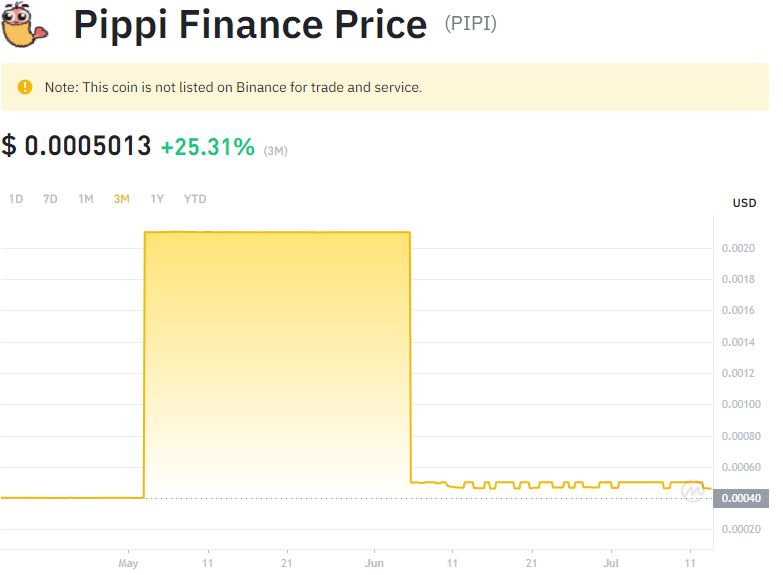 Pippi Finance Price (PIPI)
Note: This coin is not listed on Binance for trade and service.
$ 0.0005013 +25.31% (3M)
1D 7D 1M 3M 1Y YTD
USD
0.0020
0.0018
0.0016
0.0014
0.0012
0.00100
0.00080
0.00060
0.00040
0.00020
May 11 21 Jun 11 21 Jul 11